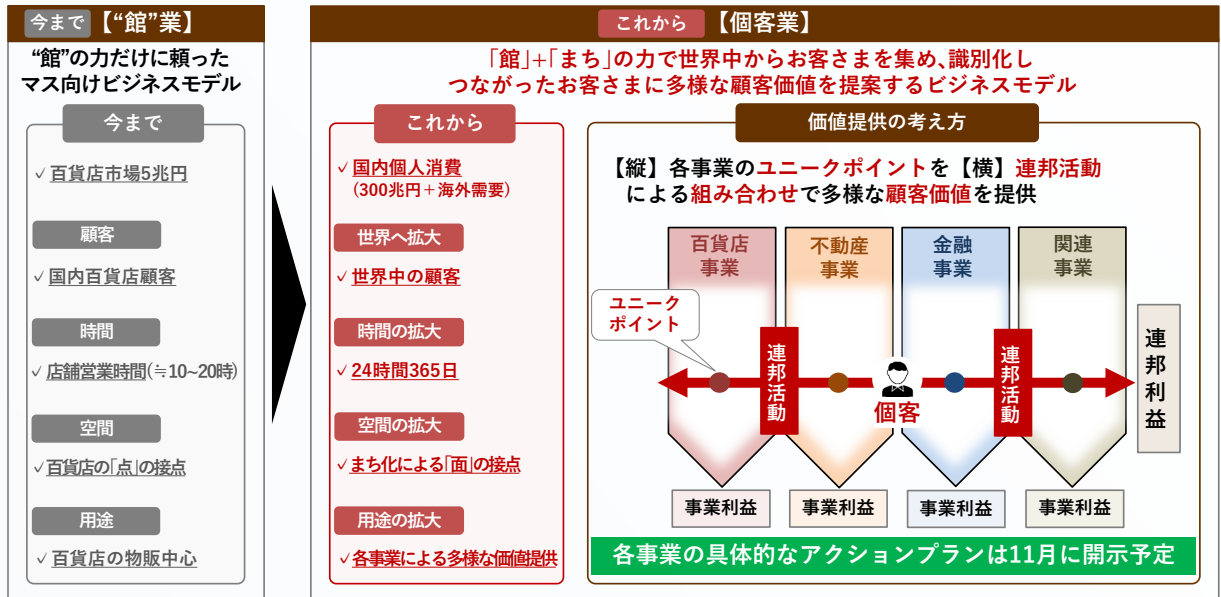 今まで 【“館”業】
“館”の力だけに頼った
マス向けビジネスモデル
今まで
✓百貨店市場5兆円
顧客
✓国内百貨店顧客
時間
✓店舗営業時間(≒10~20時)
空間
✓百貨店の「点」の接点
用途
✓百貨店の物販中心
これから 【個客業】
「館」+「まち」の力で世界中からお客さまを集め、識別化し
つながったお客さまに多様な顧客価値を提案するビジネスモデル
これから
✓国内個人消費
(300兆円+海外需要)
世界へ拡大
✓世界中の顧客
時間の拡大
✓24時間365日
空間の拡大
✓まち化による「面」の接点
用途の拡大
✓各事業による多様な価値提供
価値提供の考え方
【縦】各事業のユニークポイントを【横】連邦活動
による組み合わせで多様な顧客価値を提供
百貨店
事業
不動産
事業
金融
事業
関連
事業
ユニーク
ポイント
連邦活動
個客
連邦活動
連邦利益
事業利益
事業利益
事業利益
事業利益
各事業の具体的なアクションプランは11月に開示予定